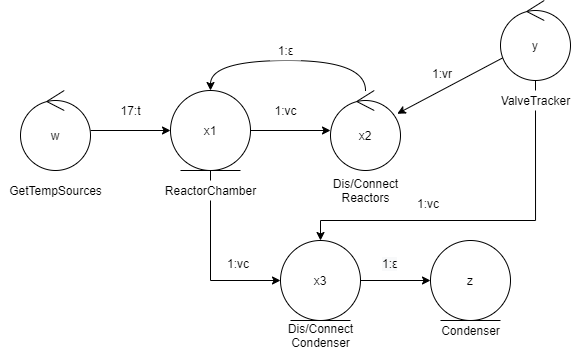 1:ε
y
1:vr
17:t
1:vc
ValveTracker
w
x1
x2
GetTempSources
ReactorChamber
Dis/Connect
Reactors
1:vc
1:vc
1:ε
x3
z
Dis/Connect
Condenser
Condenser